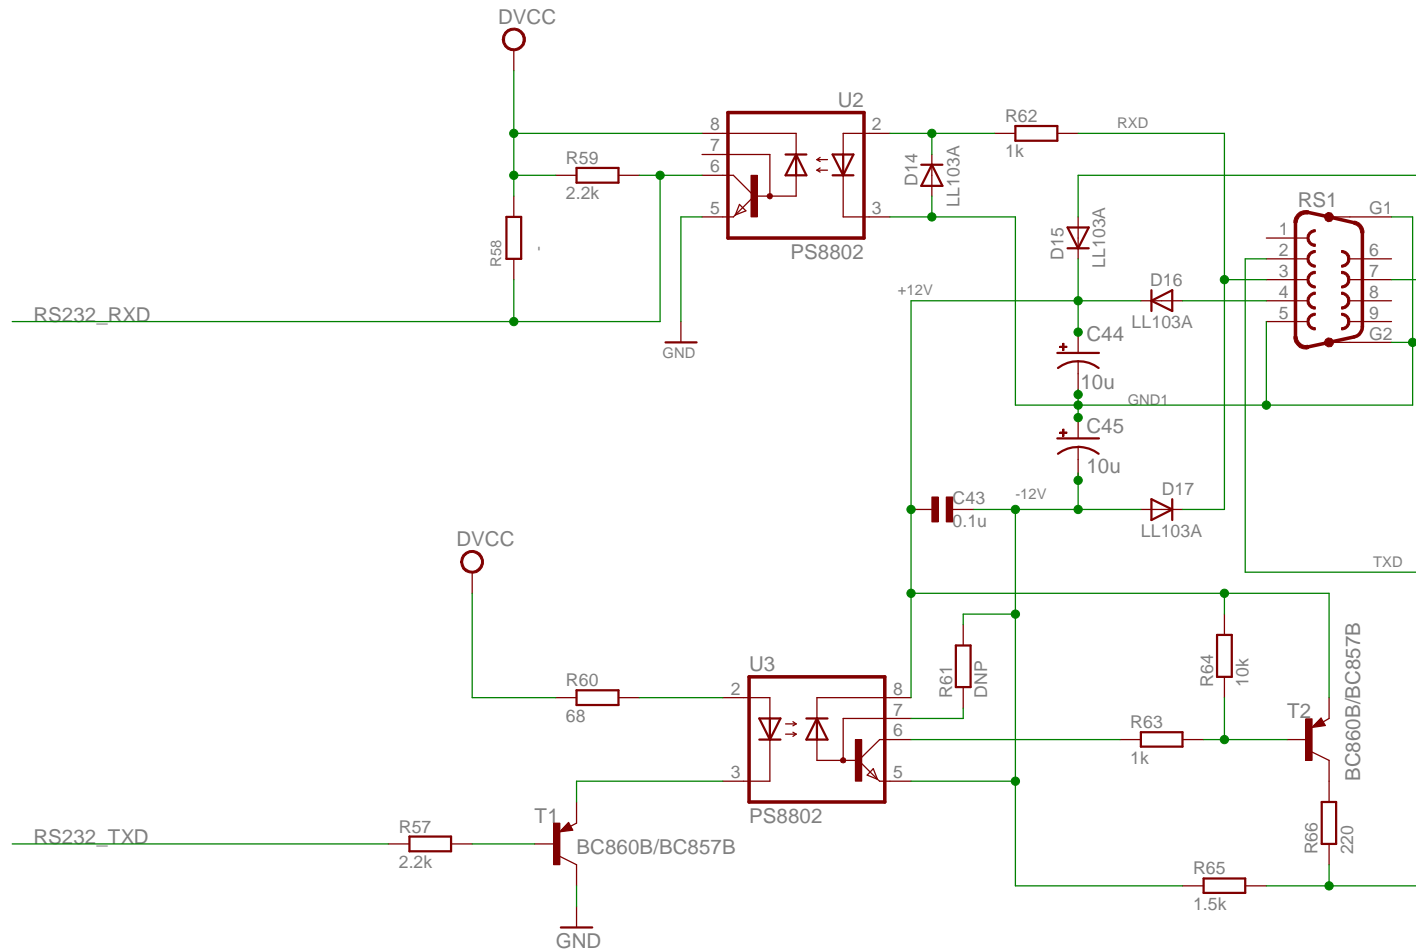 DVCC
U2
8
7
6
5
2
3
PS8802
R59
2.2k
R58
RS232_RXD
GND
D14
LL103A
R62
1k
RXD
D15
LL103A
RS1
G1
1
2
3
4
5
6
7
8
9
G2
+12V
D16
LL103A
C44
10u
GND1
C45
10u
C43
0.1u
-12V
D17
LL103A
TXD
DVCC
R60
68
U3
2
3
8
7
6
5
PS8802
R61
DNP
R64
10k
R63
1k
T2
BC860B/BC857B
R66
220
R65
1.5k
RS232_TXD
R57
2.2k
T1
BC860B/BC857B
GND